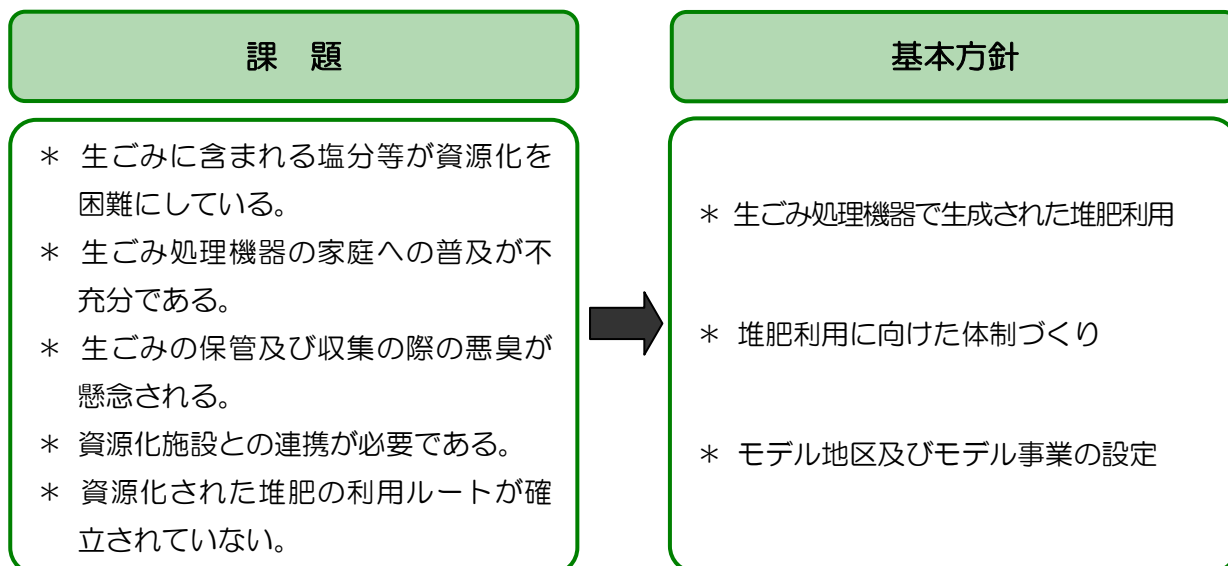 課　題
＊ 生ごみに含まれる塩分等が資源化を
困難にしている。
＊ 生ごみ処理機器の家庭への普及が不
充分である。
＊ 生ごみの保管及び収集の際の悪臭が
懸念される。
＊ 資源化施設との連携が必要である。
＊ 資源化された堆肥の利用ルートが確
立されていない。
基本方針
＊ 生ごみ処理機器で生成された堆肥利用
＊ 堆肥利用に向けた体制づくり
＊ モデル地区及びモデル事業の設定